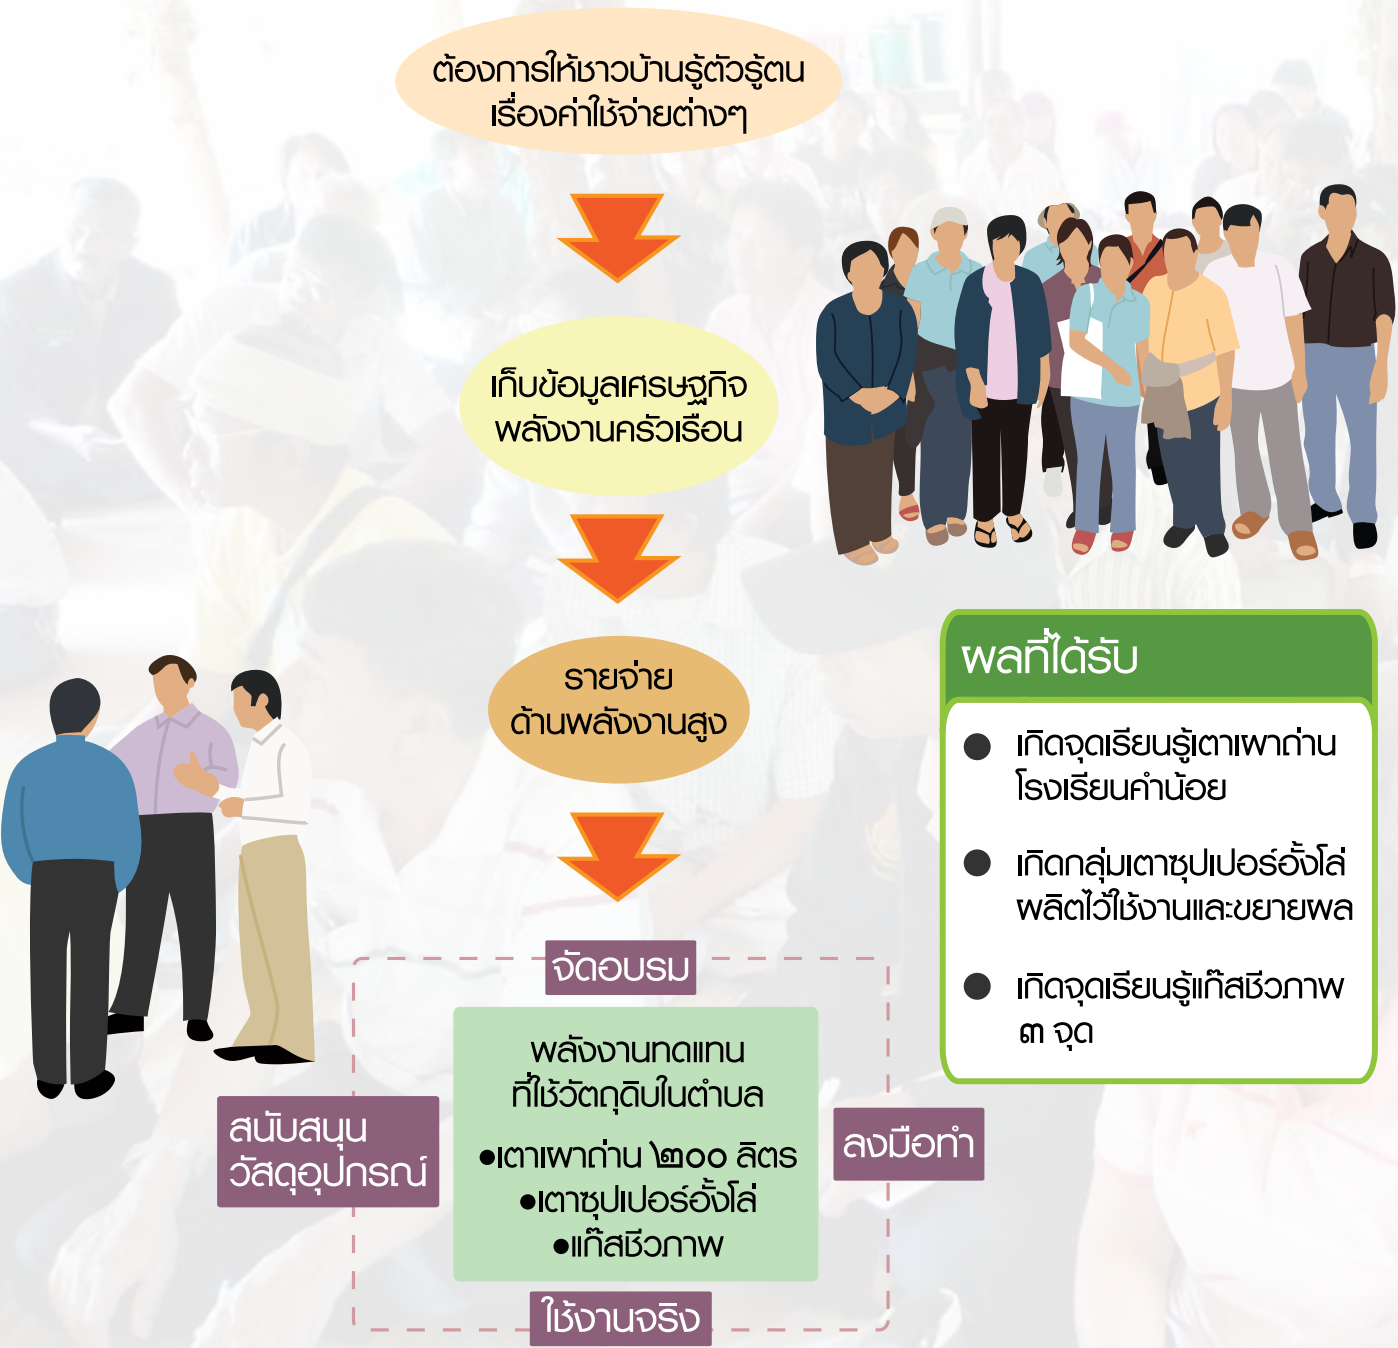 ต้องการให้ชาวบ้านรู้ตัวรู้ตน
เรื่องค่าใช้จ่ายต่างๆ
เก็บข้อมูลเศรษฐกิจ
พลังงานครัวเรือน
รายจ่าย
ด้านพลังงานสูง
จัดอบรม
พลังงานทดแทน
ที่ใช้วัตถุดิบในตำบล
●เตาเผาถ่าน ๒๐๐ ลิตร
●เตาซุปเปอร์อั้งโล่
●แก๊สชีวภาพ
สนับสนุน
วัสดุอุปกรณ์
ลงมือทำ
ใช้งานจริง
ผลที่ได้รับ
● เกิดจุดเรียนรู้เตาเผาถ่าน
โรงเรียนคำน้อย
● เกิดกลุ่มเตาซุปเปอร์อั้งโล่
ผลิตไว้ใช้งานและขยายผล
● เกิดจุดเรียนรู้แก๊สชีวภาพ
๓ จุด